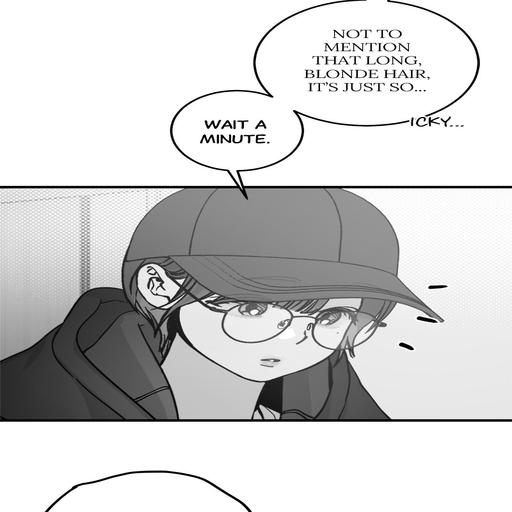 NOT TO
MENTION
THAT LONG,
BLONDE HAIR,
IT'S JUST SO...
ICKY...
WAIT A
MINUTE.